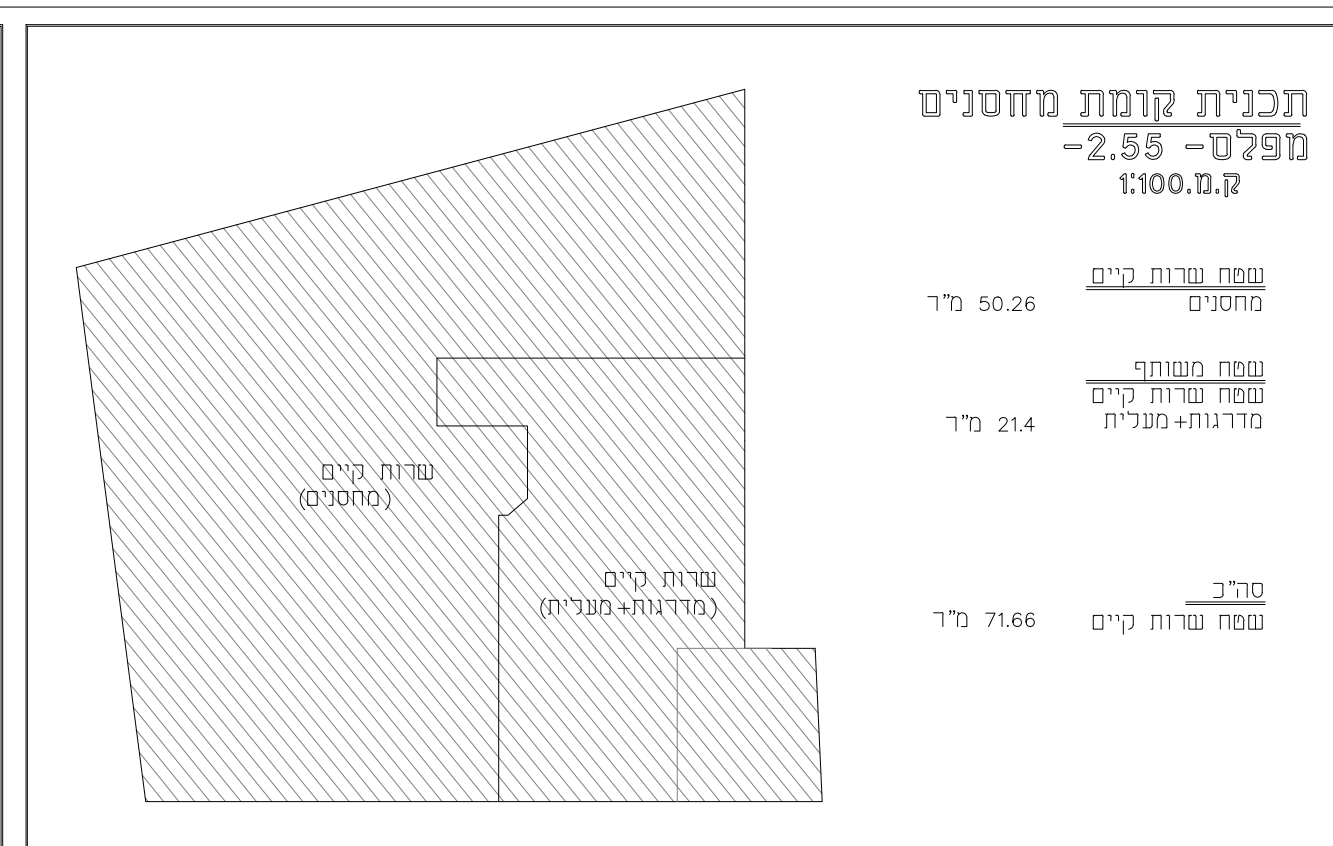 תכנית קומת מחסנים
מפלס- 2.55-
ק.מ.1:100
שטח שרות קיים
מחסנים 50.26 מ"ר
שטח משותף
שטח שרות קיים
מדרגות+מעלית 21.4 מ"ר
סה"כ
שטח שרות קיים 71.66 מ"ר
שרות קיים
(מחסנים)
שרות קיים
(מדרגות+מעלית)